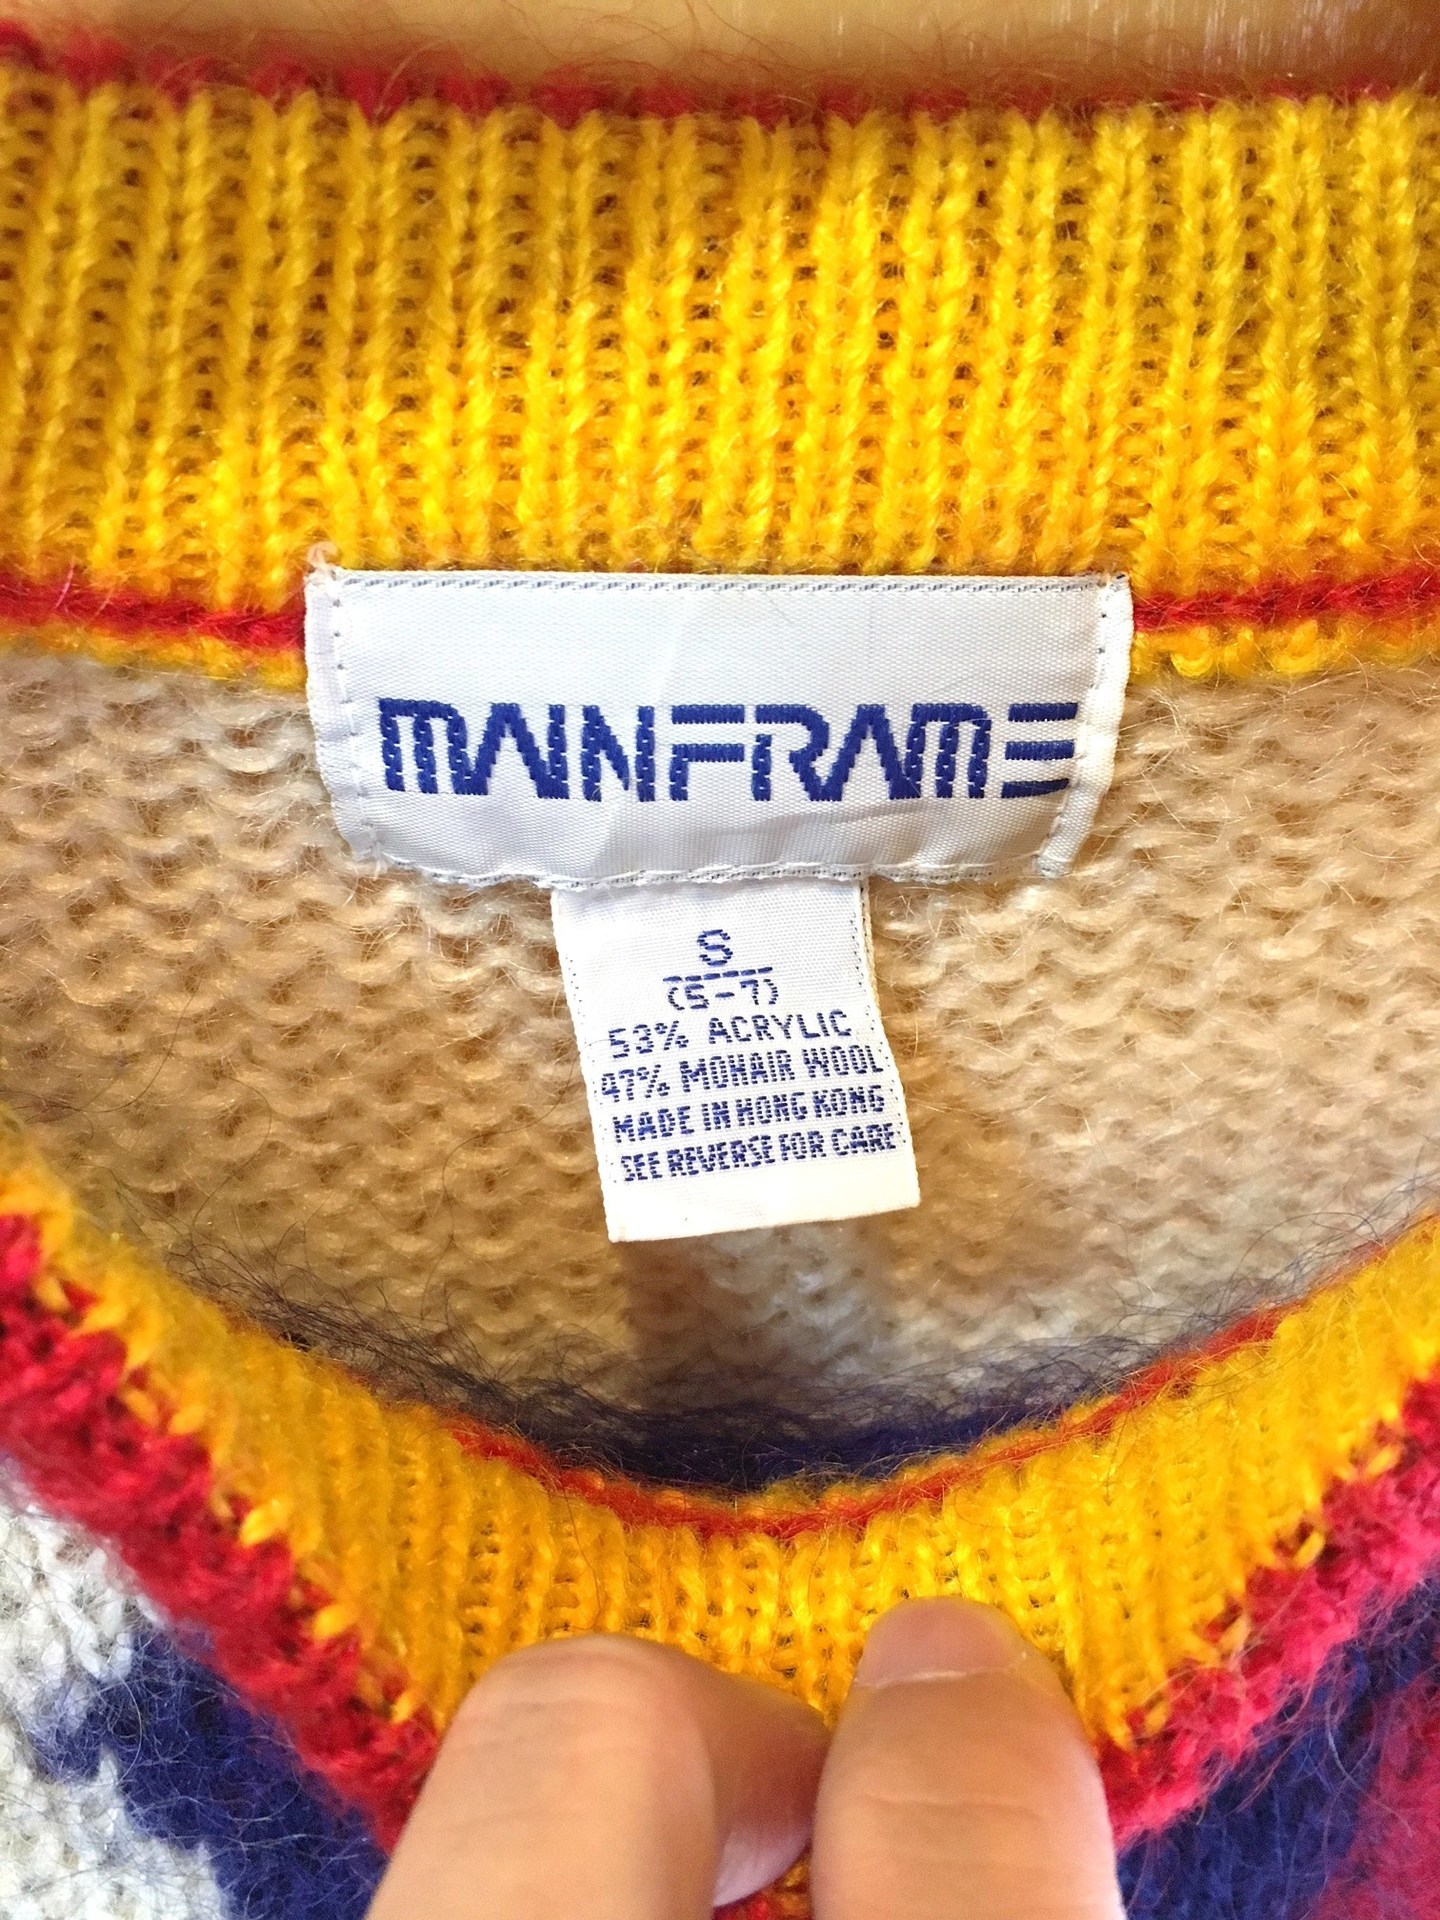 MAINFRAME
S
(5-7)
53% ACRYLIC
47% MOHAIR WOOL
MADE IN HONG KONG
SEE REVERSE FOR CARE